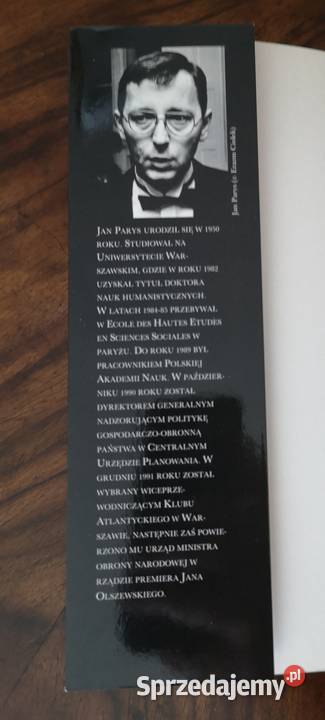 Jan Parys (c. Erazm Ciołek)
JAN PARYS URODZIŁ SIĘ W 1950
ROKU. STUDIOWAŁ NA
UNIWERSYTECIE WAR-
SZAWSKIM, GDZIE W ROKU 1982
UZYSKAŁ TYTUŁ DOKTORA
NAUK HUMANISTYCZNYCH.
W LATACH 1984-85 PRZEBYWAŁ
W ECOLE DES HAUTES ETUDES
EN SCIENCES SOCIALES W
PARYŻU. DO ROKU 1989 BYŁ
PRACOWNIKIEM POLSKIEJ
AKADEMII NAUK. W PAŹDZIER-
NIKU 1990 ROKU ZOSTAŁ
DYREKTOREM GENERALNYM
NADZORUJĄCYM POLITYKĘ
GOSPODARCZO-OBRONNĄ
PAŃSTWA W CENTRALNYM
URZĘDZIE PLANOWANIA. W
GRUDNIU 1991 ROKU ZOSTAŁ
WYBRANY WICEPRZE-
WODNICZĄCYM KLUBU
ATLANTYCKIEGO W WAR-
SZAWIE, NASTĘPNIE ZAŚ POWIE-
RZONO MU URZĄD MINISTRA
OBRONY NARODOWEJ W
RZĄDZIE PREMIERA JANA
OLSZEWSKIEGO.
Sprzedajemy.pl